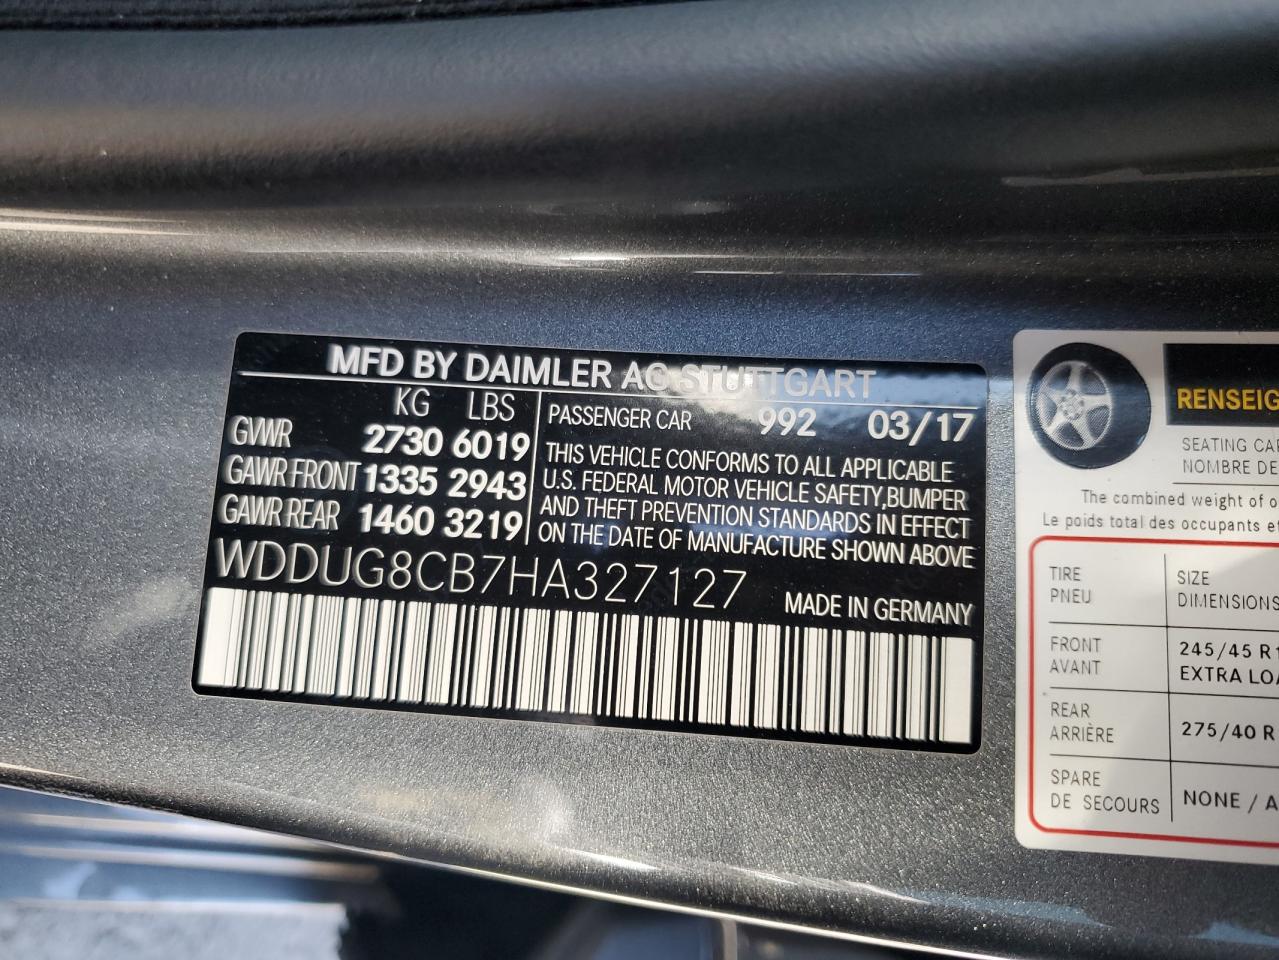 MFD BY DAIMLER AG STUTTGART
KG LBS
GVWR 2730 6019
GAWR FRONT 1335 2943
GAWR REAR 1460 3219
PASSENGER CAR 992 03/17
THIS VEHICLE CONFORMS TO ALL APPLICABLE
U.S. FEDERAL MOTOR VEHICLE SAFETY,BUMPER
AND THEFT PREVENTION STANDARDS IN EFFECT
ON THE DATE OF MANUFACTURE SHOWN ABOVE
WDDUG8CB7HA327127
MADE IN GERMANY
RENSEIG
SEATING CA
NOMBRE DE
The combined weight of o
Le poids total des occupants et
TIRE
PNEU
SIZE
DIMENSIONS
FRONT
AVANT
245/45 R1
EXTRA LOA
REAR
ARRIÈRE
275/40 R
SPARE
DE SECOURS
NONE / A